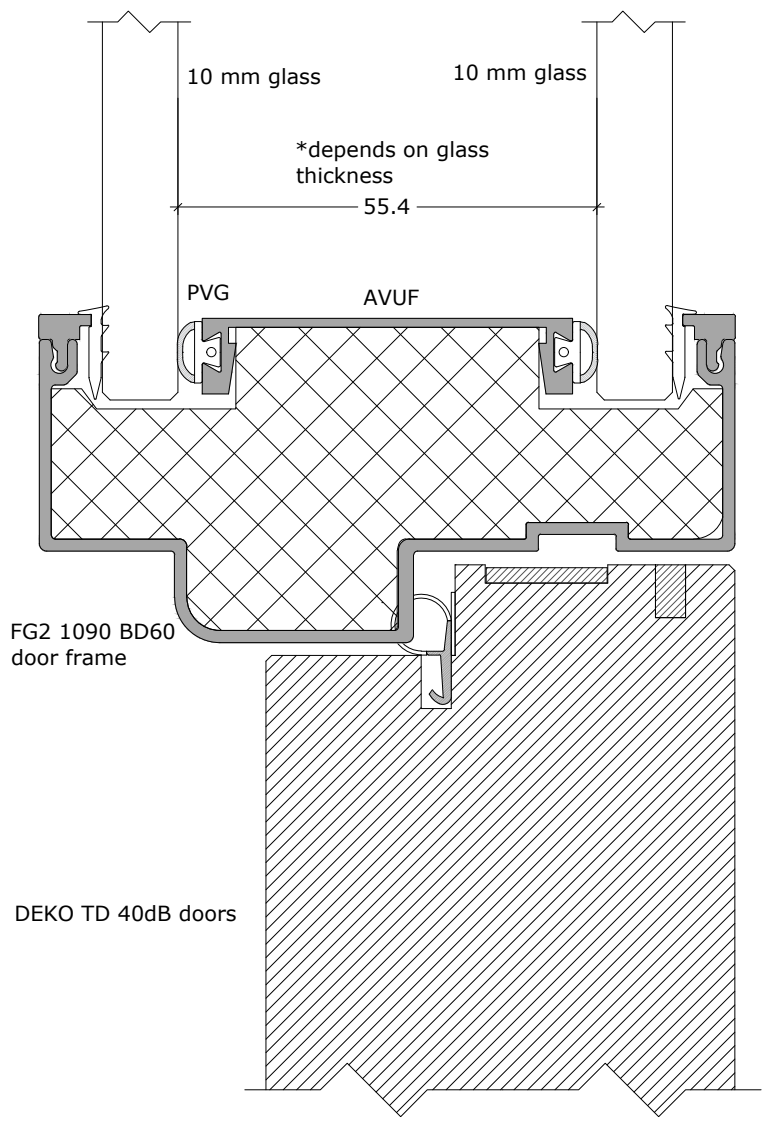 10 mm glass
10 mm glass
*depends on glass
thickness
55.4
PVG
AVUF
FG2 1090 BD60
door frame
DEKO TD 40dB doors